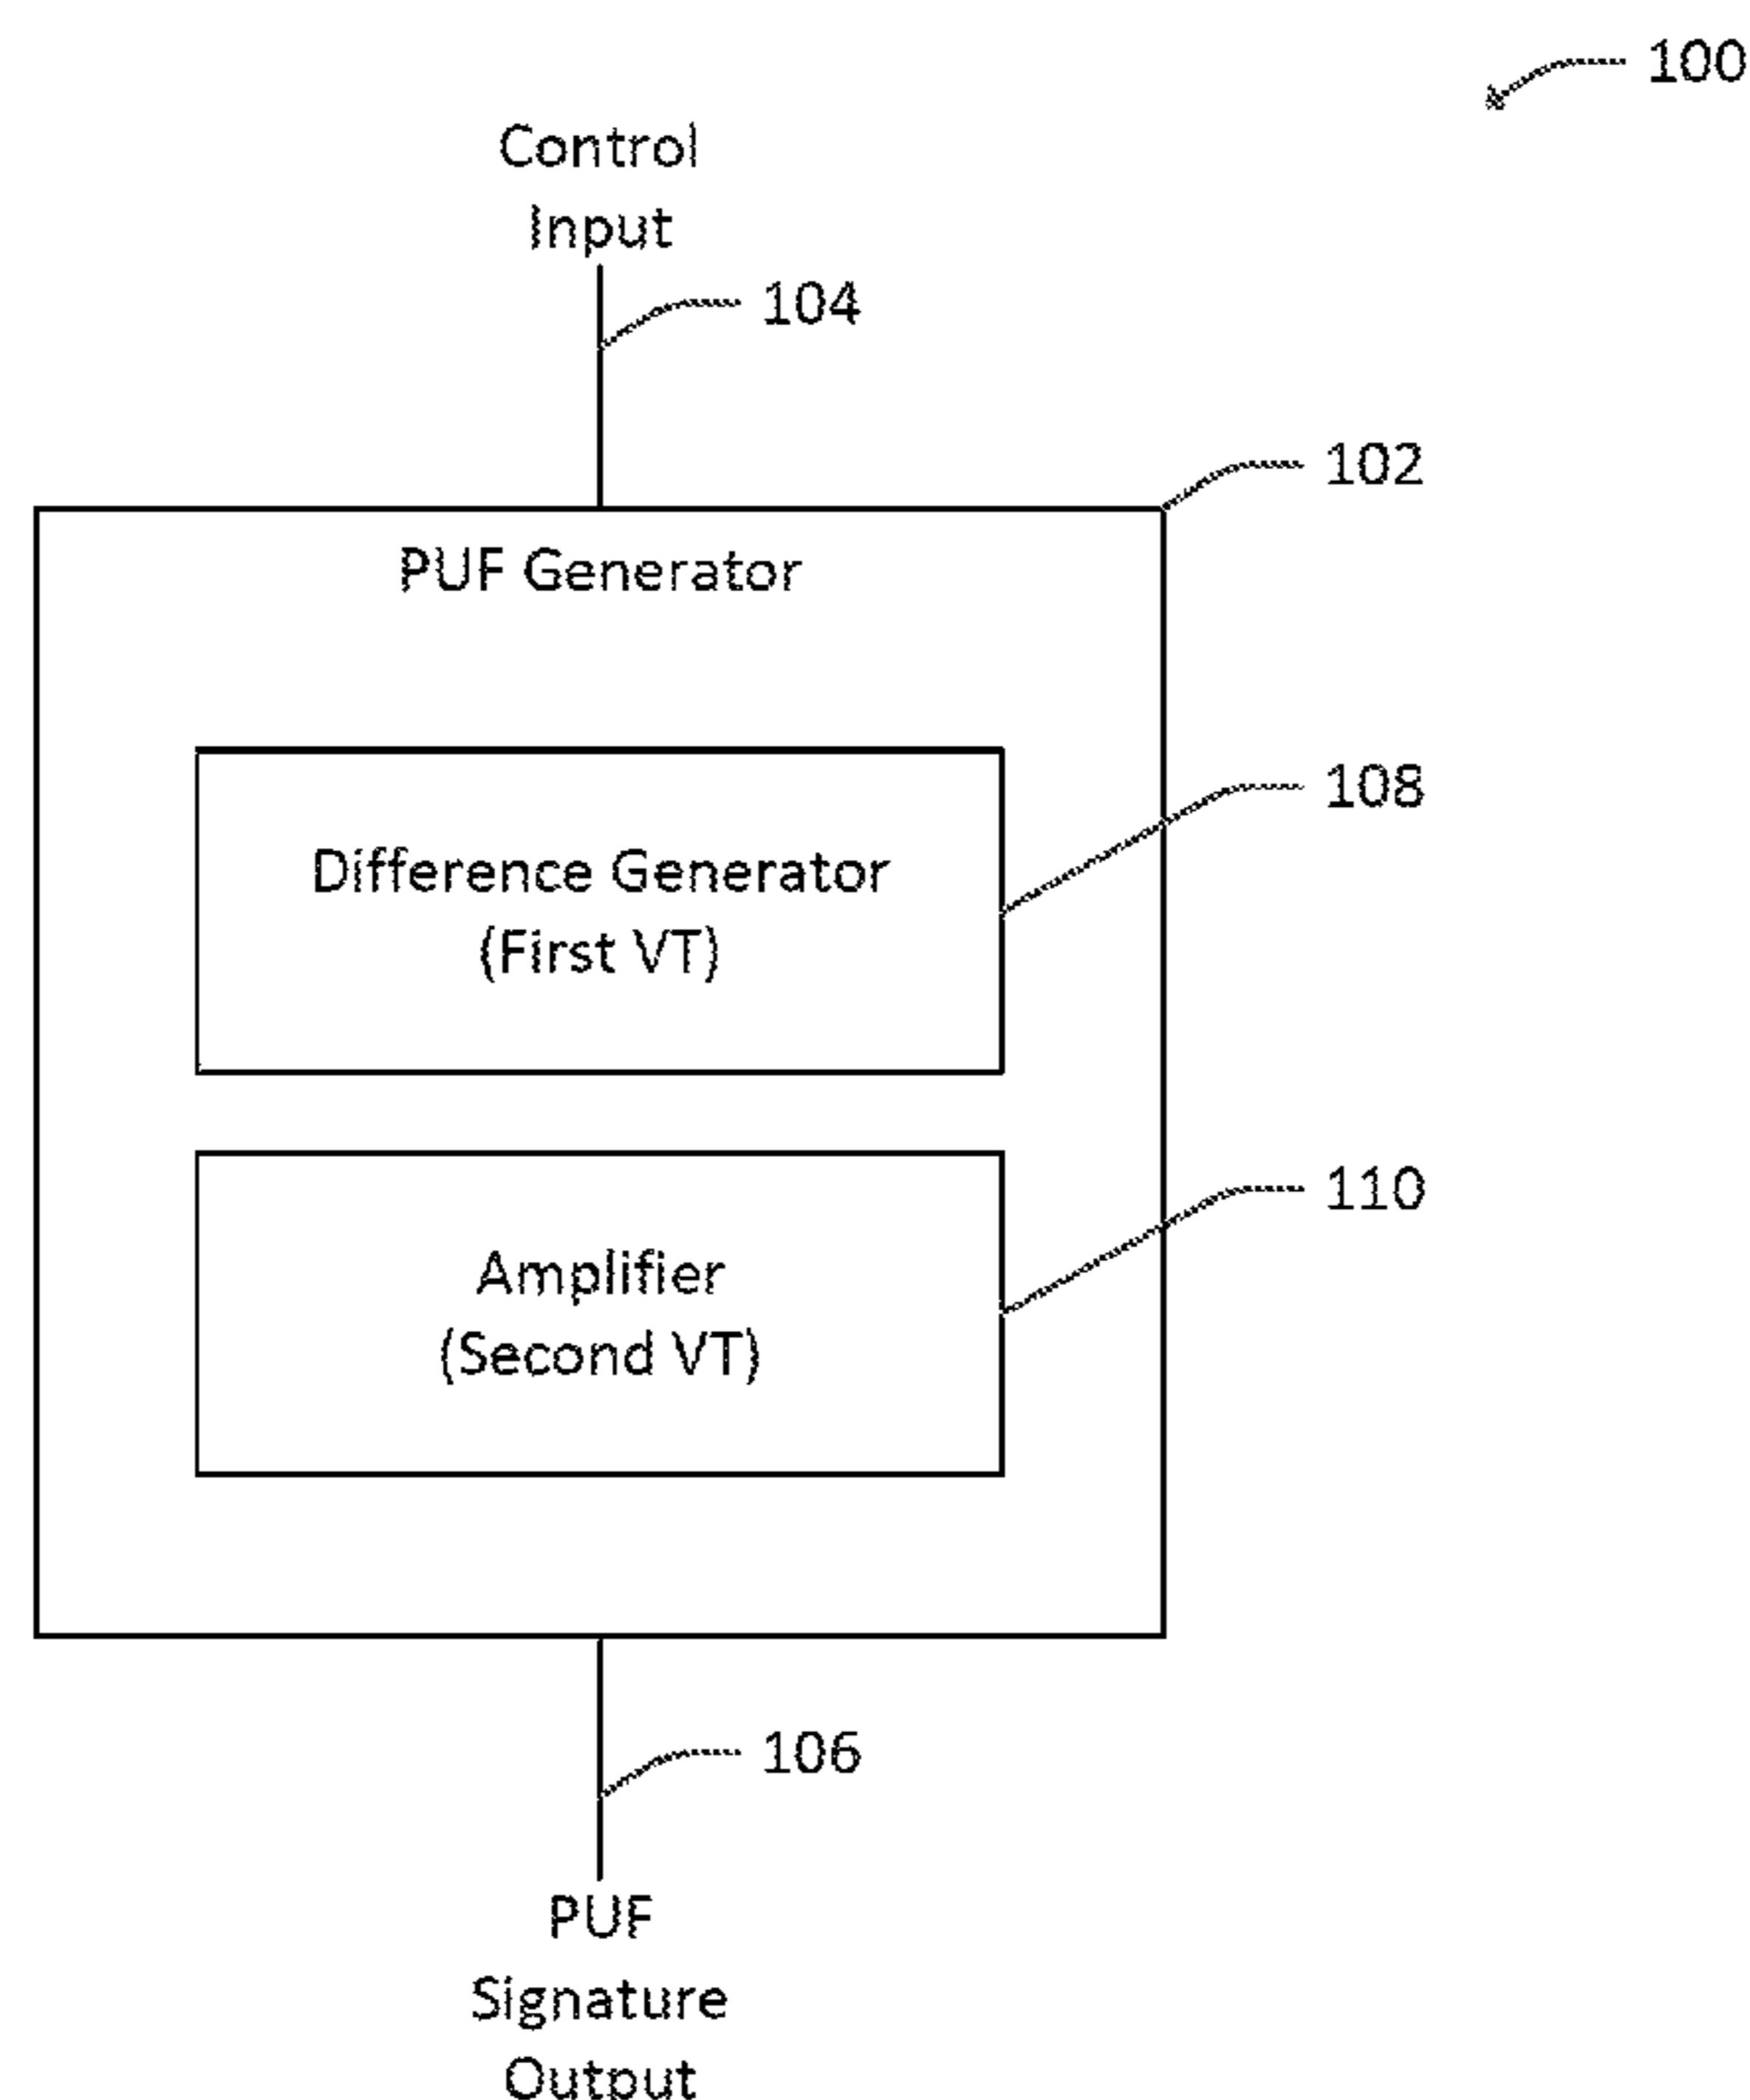 100
Control
Input
104
102
PUF Generator
108
Difference Generator
(First VT)
110
Amplifier
(Second VT)
106
PUF
Signature
Output